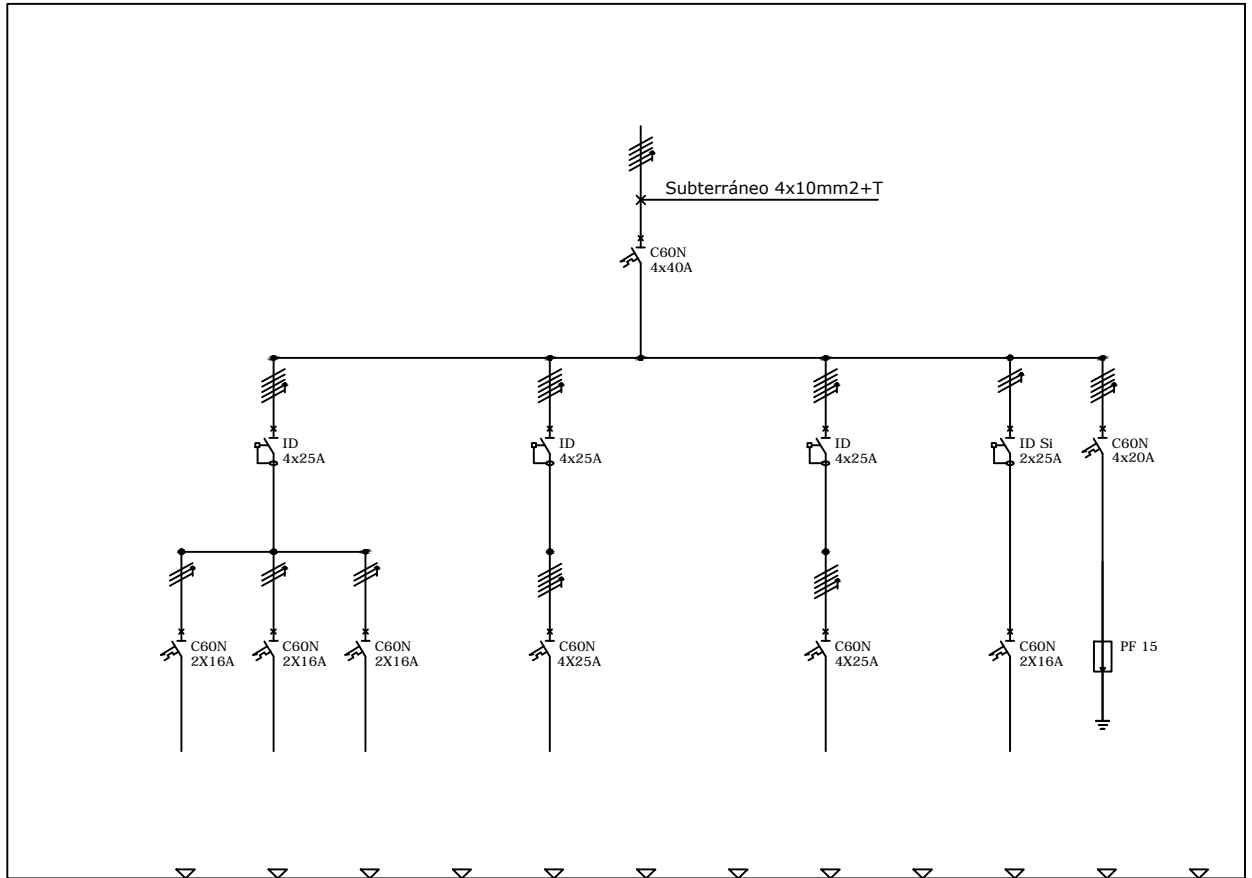 Subterráneo 4x10mm2+T
C60N
4x40A
ID
4x25A
ID
4x25A
ID
4x25A
ID Si
2x25A
C60N
4x20A
C60N
2X16A
C60N
2X16A
C60N
2X16A
C60N
4X25A
C60N
4X25A
C60N
2X16A
PF 15